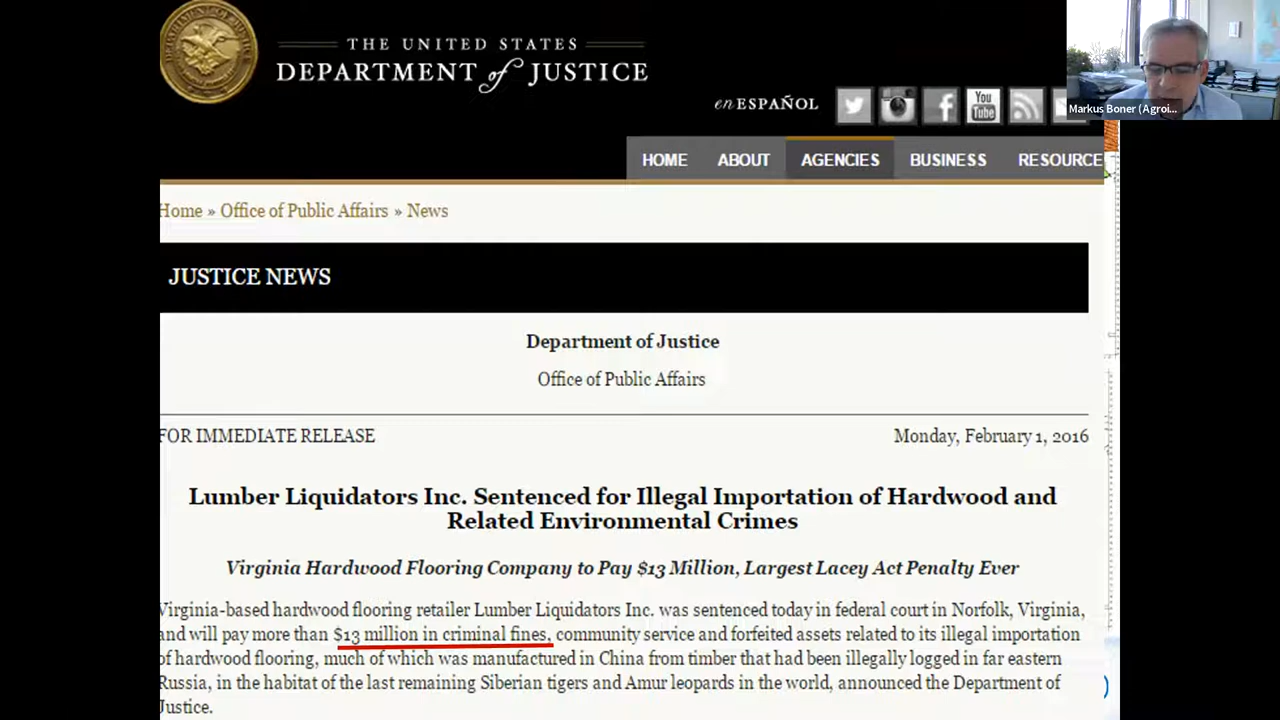 THE UNITED STATES
DEPARTMENT of JUSTICE
en ESPAÑOL
You
Tube
Markus Boner (Agroi...
HOME ABOUT AGENCIES BUSINESS RESOURCE
Home » Office of Public Affairs » News
JUSTICE NEWS
Department of Justice
Office of Public Affairs
FOR IMMEDIATE RELEASE Monday, February 1, 2016
Lumber Liquidators Inc. Sentenced for Illegal Importation of Hardwood and
Related Environmental Crimes
Virginia Hardwood Flooring Company to Pay $13 Million, Largest Lacey Act Penalty Ever
Virginia-based hardwood flooring retailer Lumber Liquidators Inc. was sentenced today in federal court in Norfolk, Virginia,
and will pay more than $13 million in criminal fines, community service and forfeited assets related to its illegal importation
of hardwood flooring, much of which was manufactured in China from timber that had been illegally logged in far eastern
Russia, in the habitat of the last remaining Siberian tigers and Amur leopards in the world, announced the Department of
Justice.